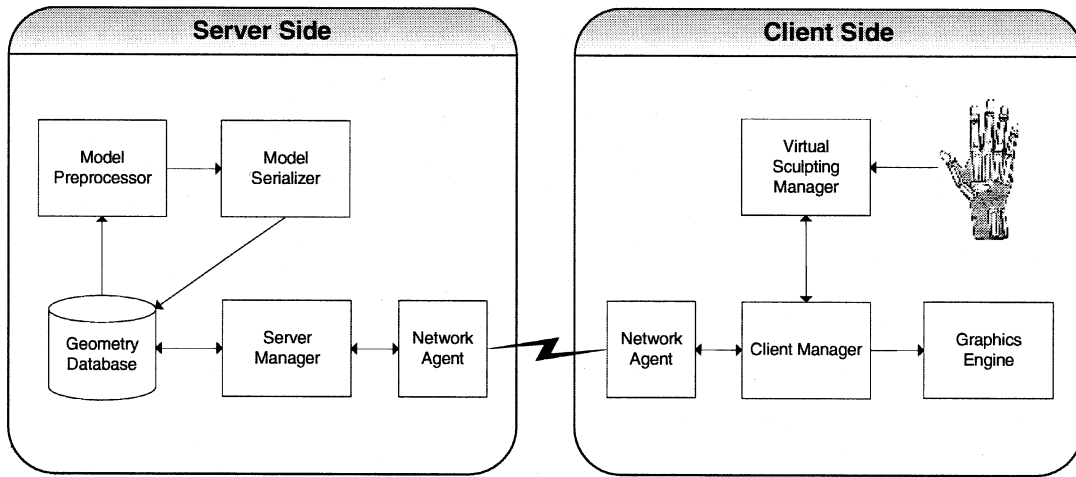 Server Side
Model
Preprocessor
Model
Serializer
Geometry
Database
Server
Manager
Network
Agent
Client Side
Virtual
Sculpting
Manager
Network
Agent
Client Manager
Graphics
Engine